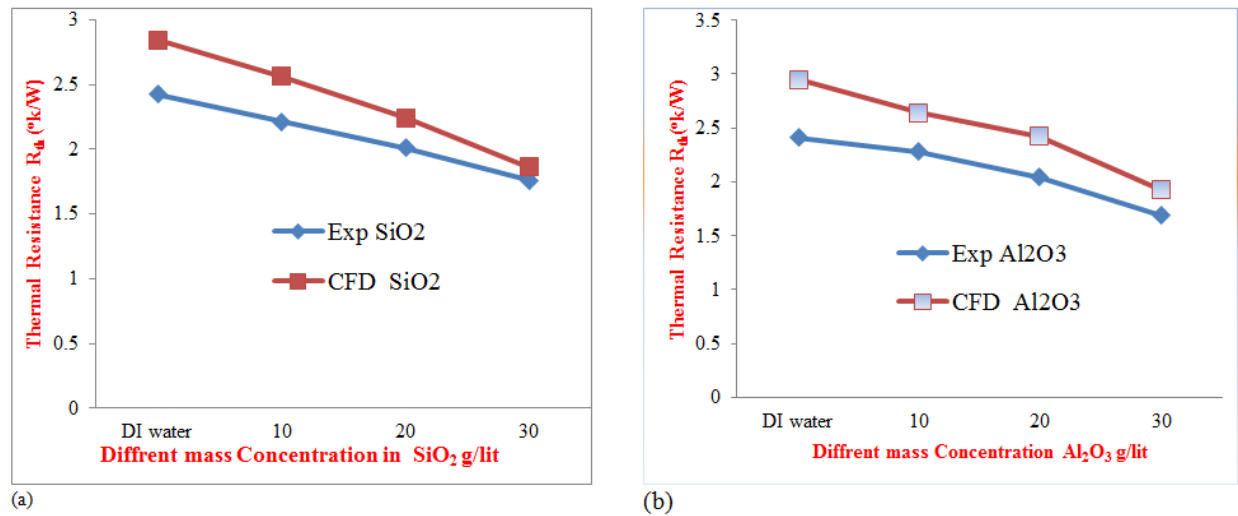 3
2.5
2
1.5
1
0.5
0
Thermal Resistance Rth (°k/W)
Exp SiO2
CFD SiO2
DI water 10 20 30
Diffrent mass Concentration in SiO₂ g/lit
(a)
3.5
3
2.5
2
1.5
1
0.5
0
Thermal Resistance Rth(°k/W)
Exp Al2O3
CFD Al2O3
DI water 10 20 30
Diffrent mass Concentration Al₂O₃ g/lit
(b)